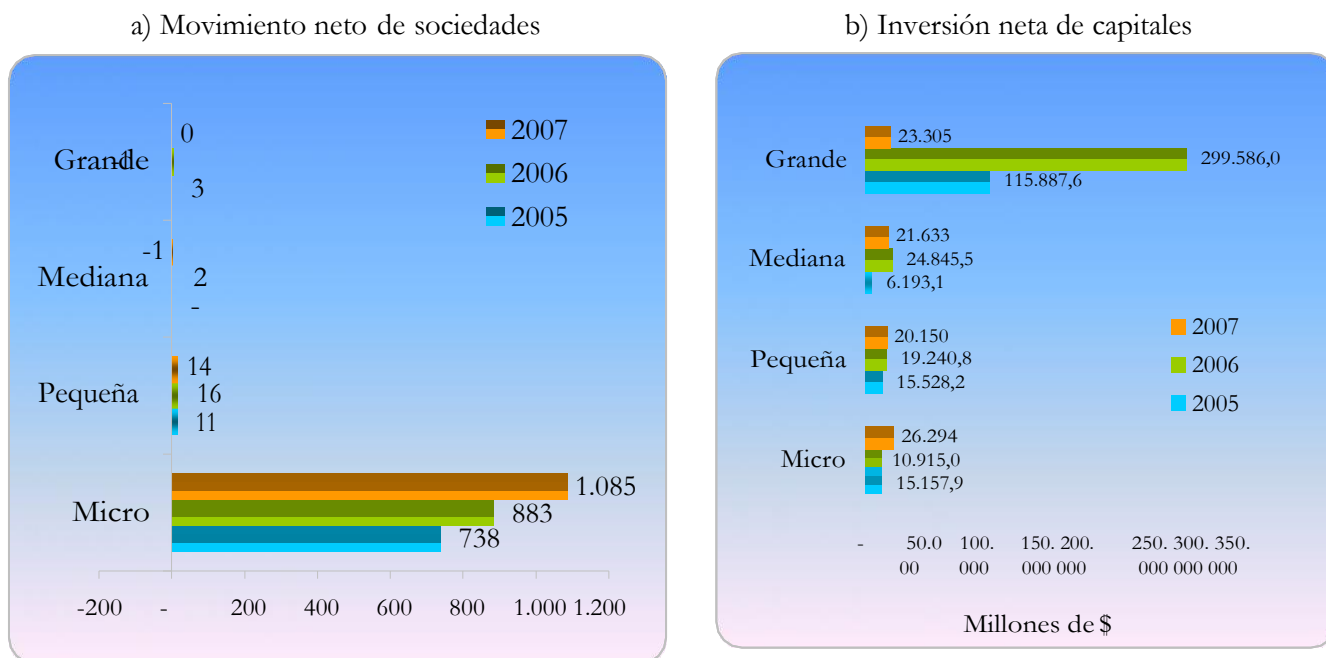 a) Movimiento neto de sociedades
0
2007
Grande
3
2006
2005
-1
Mediana
2
-
14
Pequeña
16
11
1.085
Micro
883
738
-200 - 200 400 600 800 1.000 1.200
b) Inversión neta de capitales
23.305
Grande
299.586,0
115.887,6
21.633
Mediana
24.845,5
6.193,1
2007
20.150
Pequeña
19.240,8
2006
15.528,2
2005
26.294
Micro
10.915,0
15.157,9
- 50.0 100. 150. 200. 250. 300. 350.
00 000 000 000 000 000 000
Millones de $